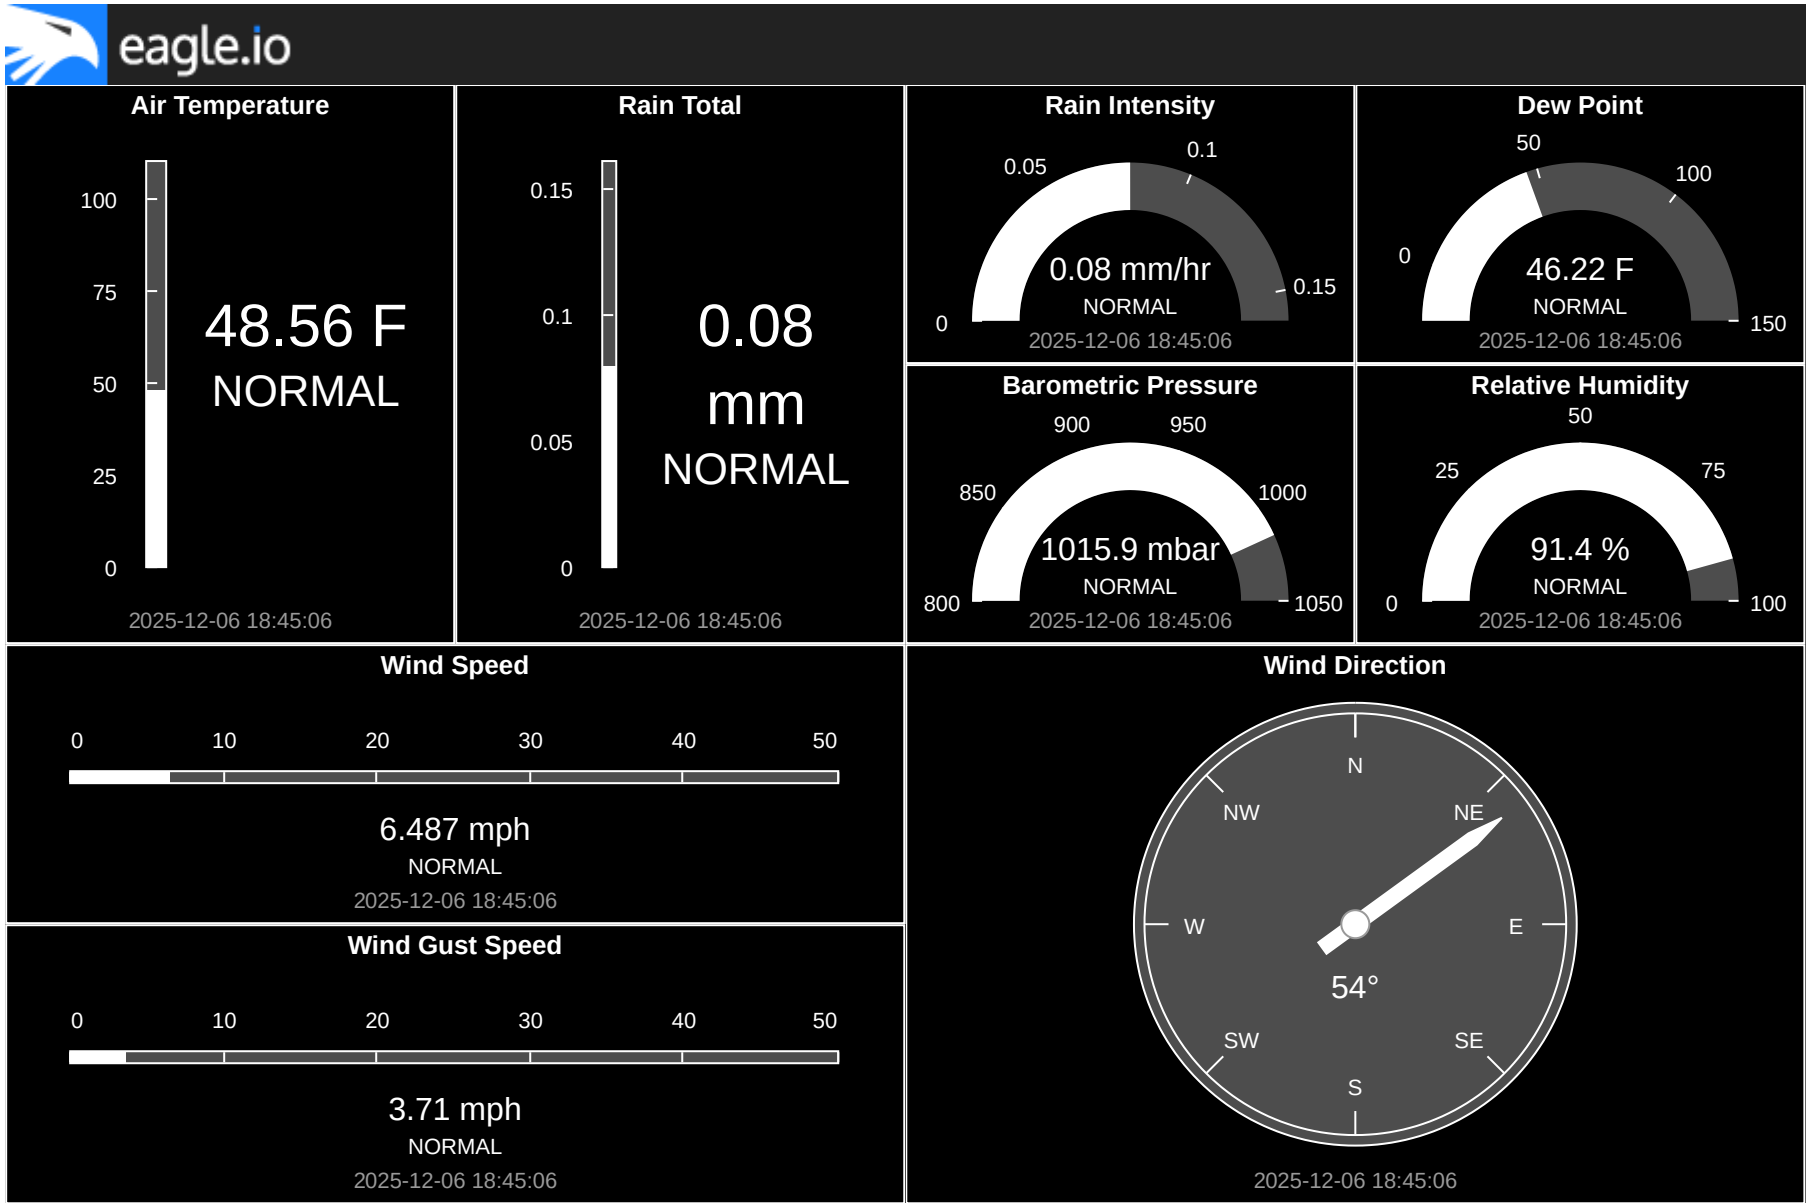 eagle.io
Air Temperature
100
75
50
25
0
48.56 F
NORMAL
2025-12-06 18:45:06
Rain Total
0.15
0.1
0.05
0
0.08
mm
NORMAL
2025-12-06 18:45:06
Rain Intensity
0
0.05
0.1
0.15
0.08 mm/hr
NORMAL
2025-12-06 18:45:06
Dew Point
0
50
100
150
46.22 F
NORMAL
2025-12-06 18:45:06
Barometric Pressure
800
850
900
950
1000
1050
1015.9 mbar
NORMAL
2025-12-06 18:45:06
Relative Humidity
0
25
50
75
100
91.4 %
NORMAL
2025-12-06 18:45:06
Wind Speed
0 10 20 30 40 50
6.487 mph
NORMAL
2025-12-06 18:45:06
Wind Gust Speed
0 10 20 30 40 50
3.71 mph
NORMAL
2025-12-06 18:45:06
Wind Direction
N
NW NE
W E
54°
SW SE
S
2025-12-06 18:45:06